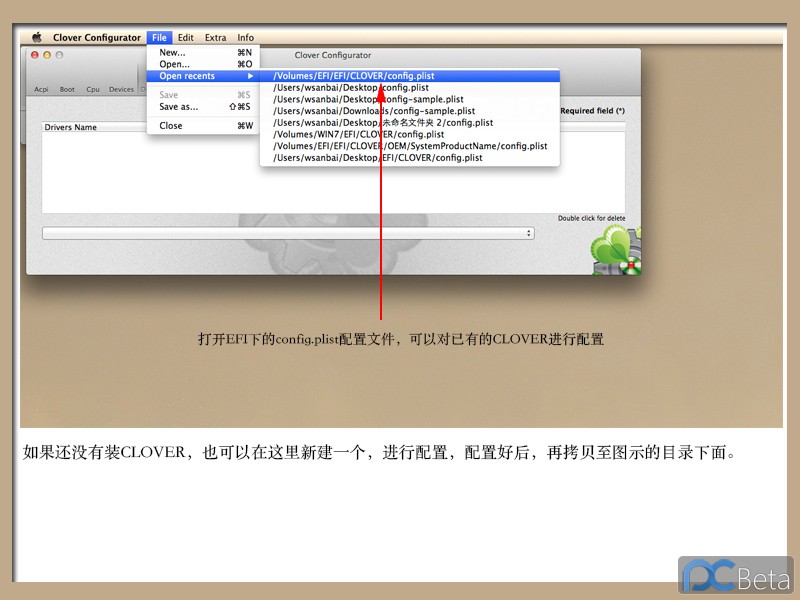 Clover Configurator File Edit Extra Info
Clover Configurator
New... ⌘N
Open... ⌘O
Open recents ▶
Save ⌘S
Save as... ⇧⌘S
Close ⌘W
/Volumes/EFI/EFI/CLOVER/config.plist
/Users/wsanbai/Desktop/config.plist
/Users/wsanbai/Desktop/config-sample.plist
/Users/wsanbai/Downloads/config-sample.plist
/Users/wsanbai/Desktop/未命名文件夹 2/config.plist
/Volumes/WIN7/EFI/CLOVER/config.plist
/Volumes/EFI/EFI/CLOVER/OEM/SystemProductName/config.plist
/Users/wsanbai/Desktop/EFI/CLOVER/config.plist
Acpi Boot Cpu Devices
Required field (*)
Drivers Name
Double click for delete
打开EFI下的config.plist配置文件，可以对已有的CLOVER进行配置
如果还没有装CLOVER，也可以在这里新建一个，进行配置，配置好后，再拷贝至图示的目录下面。
PCBeta